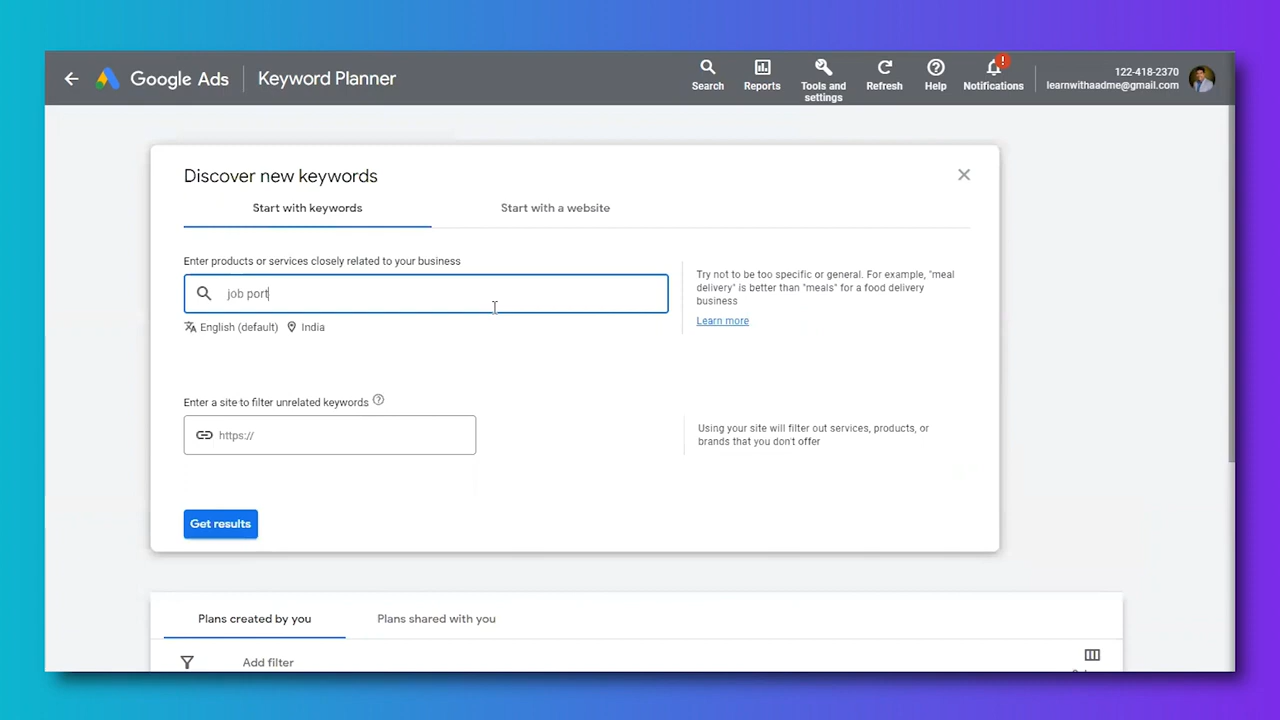 Google Ads
Keyword Planner
Search
Reports
Tools and
settings
Refresh
Help
!
Notifications
122-418-2370
learnwithaadme@gmail.com
Discover new keywords
Start with keywords
Start with a website
Enter products or services closely related to your business
job port
English (default)
India
Try not to be too specific or general. For example, "meal
delivery" is better than "meals" for a food delivery
business
Learn more
Enter a site to filter unrelated keywords
https://
Using your site will filter out services, products, or
brands that you don't offer
Get results
Plans created by you
Plans shared with you
Add filter